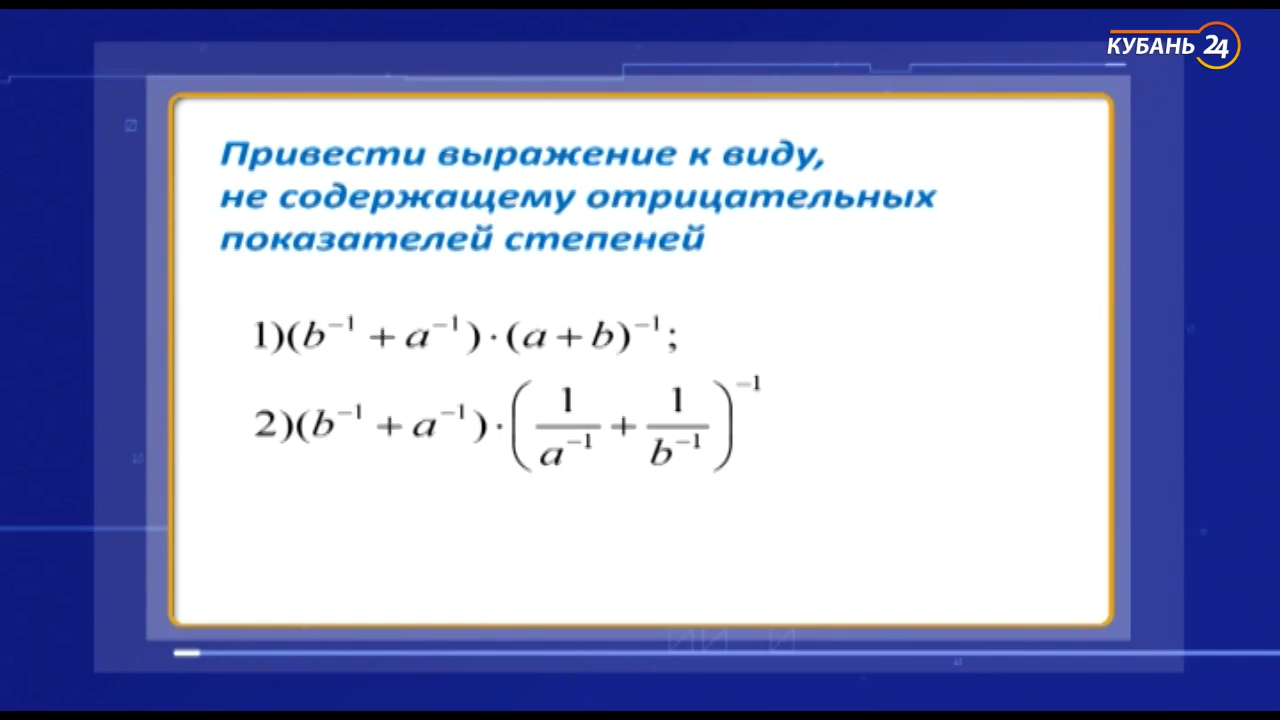 КУБАНЬ 24
Привести выражение к виду,
не содержащему отрицательных
показателей степеней
1)(b⁻¹ + a⁻¹) · (a + b)⁻¹;
2)(b⁻¹ + a⁻¹) · (1/a⁻¹ + 1/b⁻¹)⁻¹